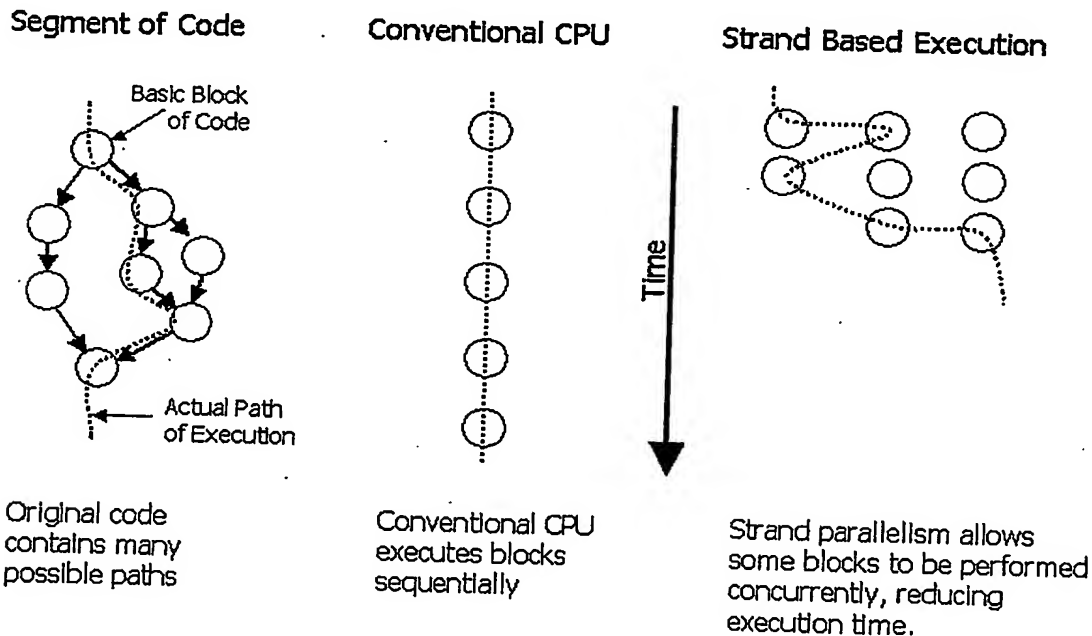 Segment of Code
Conventional CPU
Strand Based Execution
Basic Block
of Code
Time
Actual Path
of Execution
Original code
contains many
possible paths
Conventional CPU
executes blocks
sequentially
Strand parallelism allows
some blocks to be performed
concurrently, reducing
execution time.